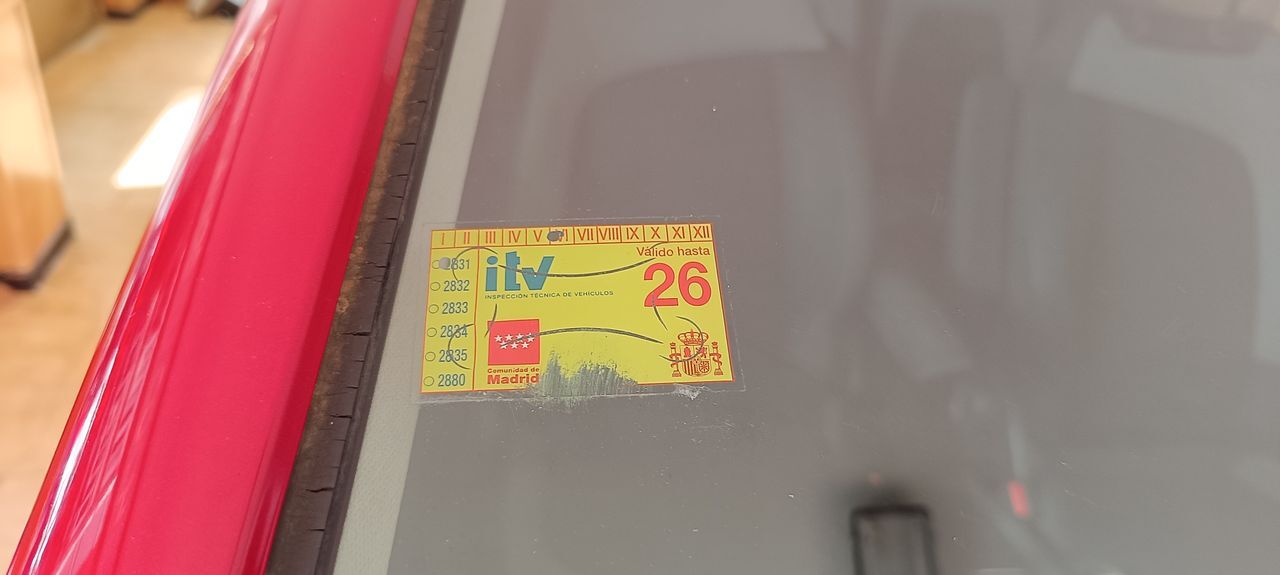 I II III IV V VI VII VIII IX X XI XII
2831
2832
2833
2834
2835
2880
itv
INSPECCIÓN TÉCNICA DE VEHÍCULOS
Válido hasta
26
Comunidad de
Madrid